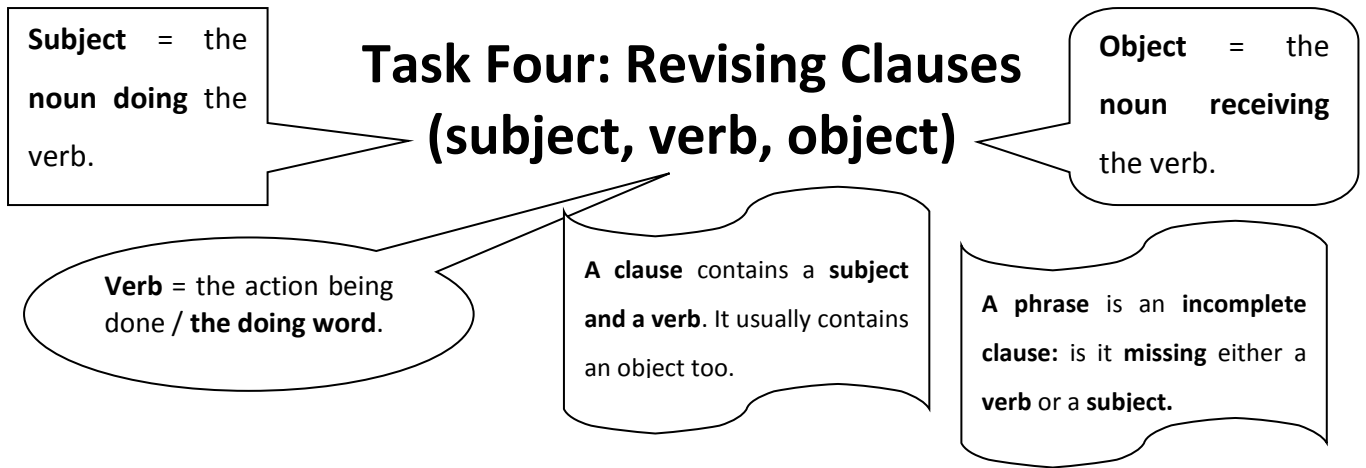 Subject = the
noun doing the
verb.
Task Four: Revising Clauses
(subject, verb, object)
Object = the
noun receiving
the verb.
Verb = the action being
done / the doing word.
A clause contains a subject
and a verb. It usually contains
an object too.
A phrase is an incomplete
clause: is it missing either a
verb or a subject.